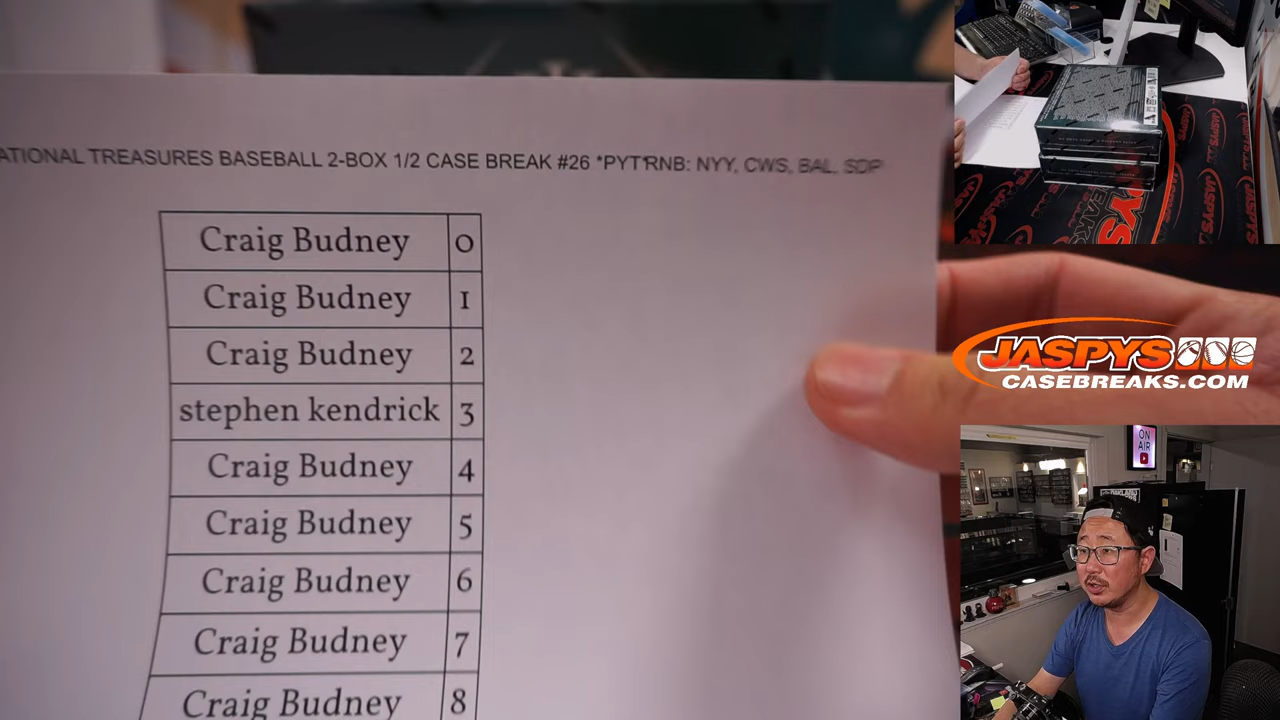 ATIONAL TREASURES BASEBALL 2-BOX 1/2 CASE BREAK #26 *PYT*RNB: NYY, CWS, BAL, SDP
Craig Budney 0
Craig Budney 1
Craig Budney 2
stephen kendrick 3
Craig Budney 4
Craig Budney 5
Craig Budney 6
Craig Budney 7
Craig Budney 8
JASPYS
JASPYS
JASPYS
CASEBREAKS.COM
ON
AIR